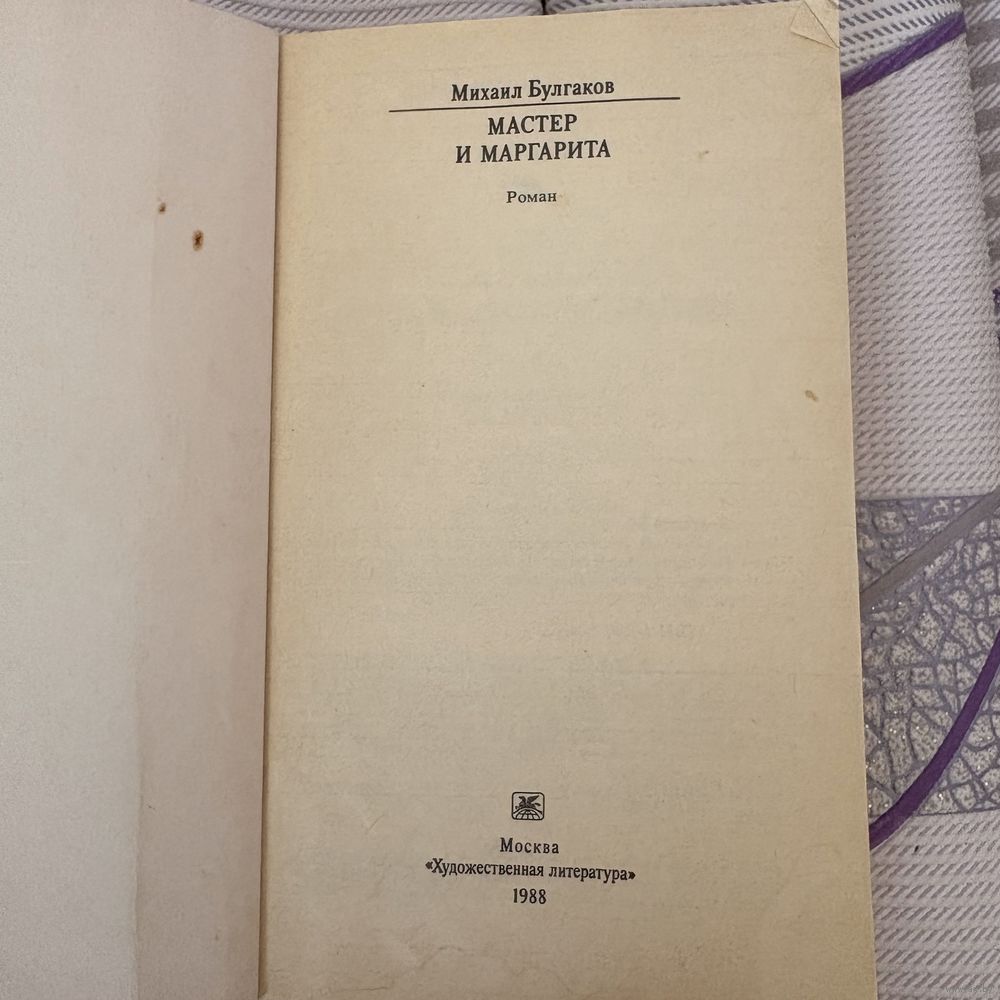 Михаил Булгаков
МАСТЕР
И МАРГАРИТА
Роман
Москва
«Художественная литература»
1988